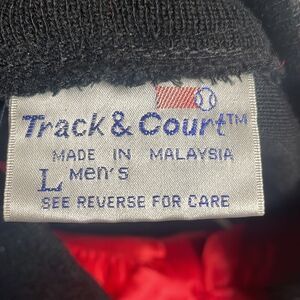 Track & Court™
MADE IN MALAYSIA
L Men's
SEE REVERSE FOR CARE